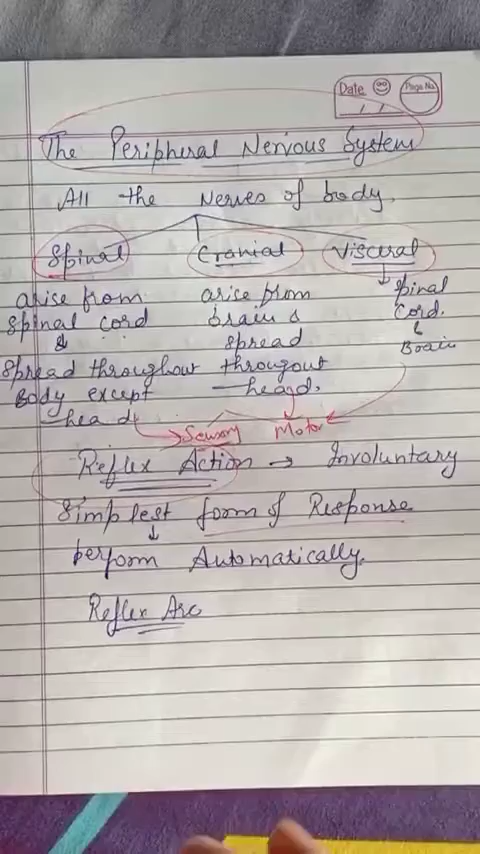 Date
Page No.
The Peripheral Nervous System
All the Nerves of body.
Spinal Cranial Visceral
arise from arise from Spinal
Spinal cord brain & Cord.
& spread &
Spread throughout througout Brain
Body except head.
head
Sensory Motor
Reflex Action → Involuntary
Simplest form of Response
↓
perform Automatically.
Reflex Arc